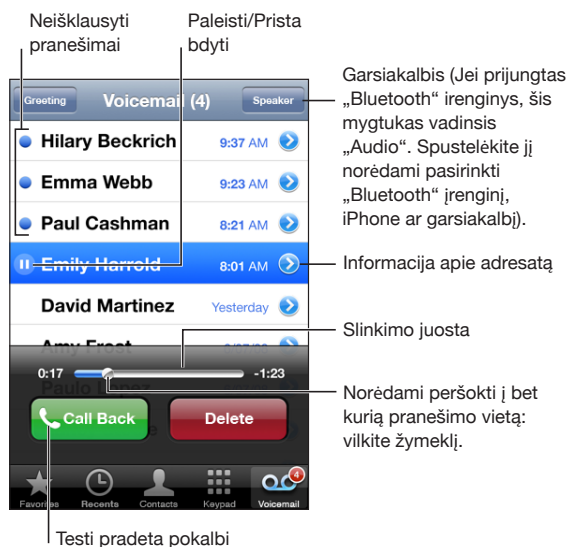 Neišklausyti
pranešimai
Paleisti/Prista
bdyti
Greeting
Voicemail (4)
Speaker
Hilary Beckrich
9:37 AM
Emma Webb
9:23 AM
Paul Cashman
8:21 AM
Emily Harrold
8:01 AM
David Martinez
Yesterday
Amy Frost
0:17
-1:23
Paulo Lopez
Call Back
Delete
Favorites
Recents
Contacts
Keypad
Voicemail
4
Garsiakalbis (Jei prijungtas
„Bluetooth“ irenginys, šis
mygtukas vadinsis
„Audio“. Spustelėkite jį
norėdami pasirinkti
„Bluetooth“ įrenginį,
iPhone ar garsiakalbį).
Informacija apie adresatą
Slinkimo juosta
Norėdami peršokti į bet
kurią pranešimo vietą:
vilkite žymeklį.
Testi pradeta pokalbi